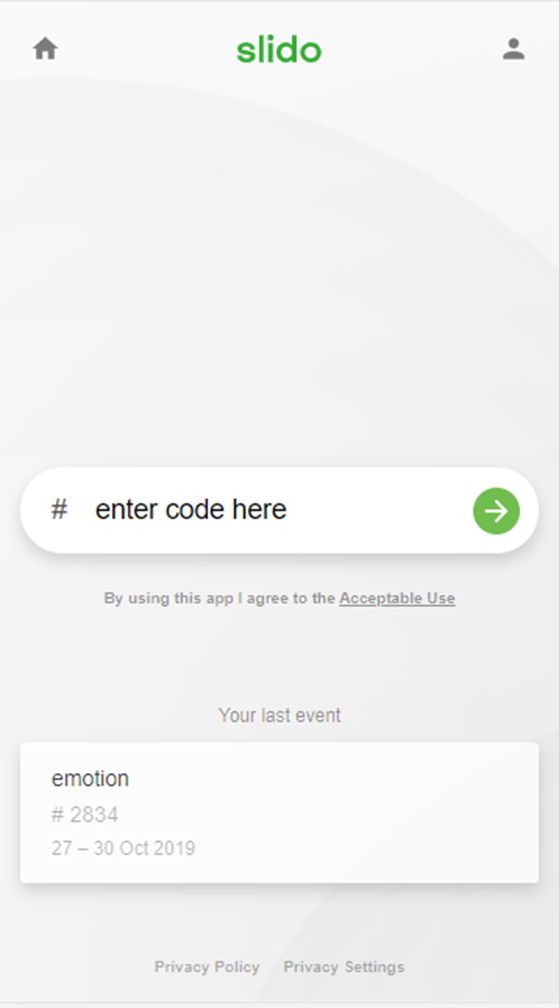 slido
# enter code here
By using this app I agree to the Acceptable Use
Your last event
emotion
# 2834
27 – 30 Oct 2019
Privacy Policy Privacy Settings